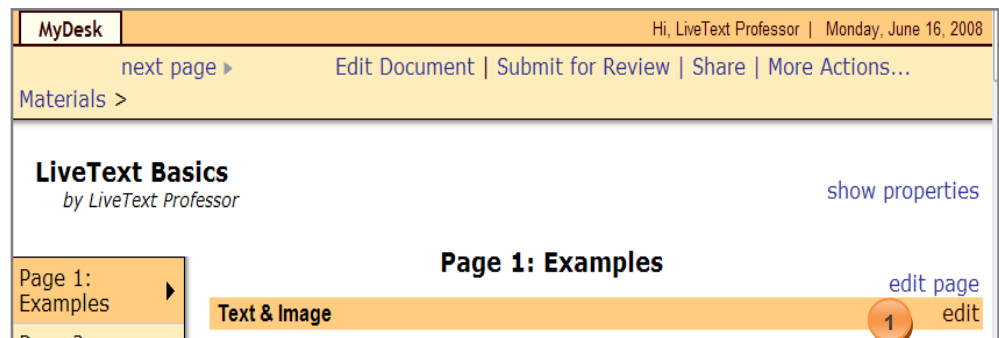 MyDesk
Hi, LiveText Professor | Monday, June 16, 2008
next page ▸ Edit Document | Submit for Review | Share | More Actions...
Materials >
LiveText Basics
by LiveText Professor
show properties
Page 1: Examples
edit page
Page 1:
Examples
Text & Image
1 edit